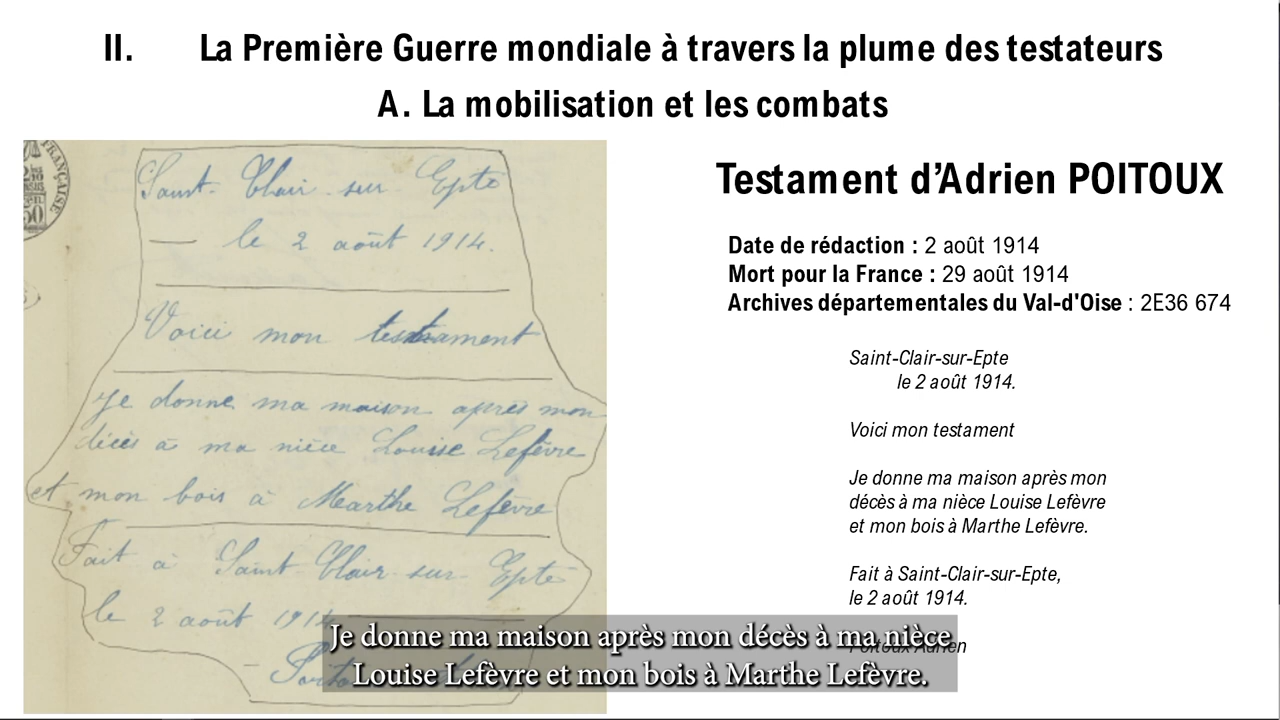 II. La Première Guerre mondiale à travers la plume des testateurs
A. La mobilisation et les combats
FRANÇAISE
50
Saint-Clair-sur-Epte
le 2 août 1914.
Voici mon testament
Je donne ma maison après mon
décès à ma nièce Louise Lefèvre
et mon bois à Marthe Lefèvre
Fait à Saint-Clair-sur-Epte
le 2 août 1914
Testament d'Adrien POITOUX
Date de rédaction : 2 août 1914
Mort pour la France : 29 août 1914
Archives départementales du Val-d'Oise : 2E36 674
Saint-Clair-sur-Epte
le 2 août 1914.
Voici mon testament
Je donne ma maison après mon
décès à ma nièce Louise Lefèvre
et mon bois à Marthe Lefèvre.
Fait à Saint-Clair-sur-Epte,
le 2 août 1914.
Poitoux Adrien
Je donne ma maison après mon décès à ma nièce
Louise Lefèvre et mon bois à Marthe Lefèvre.